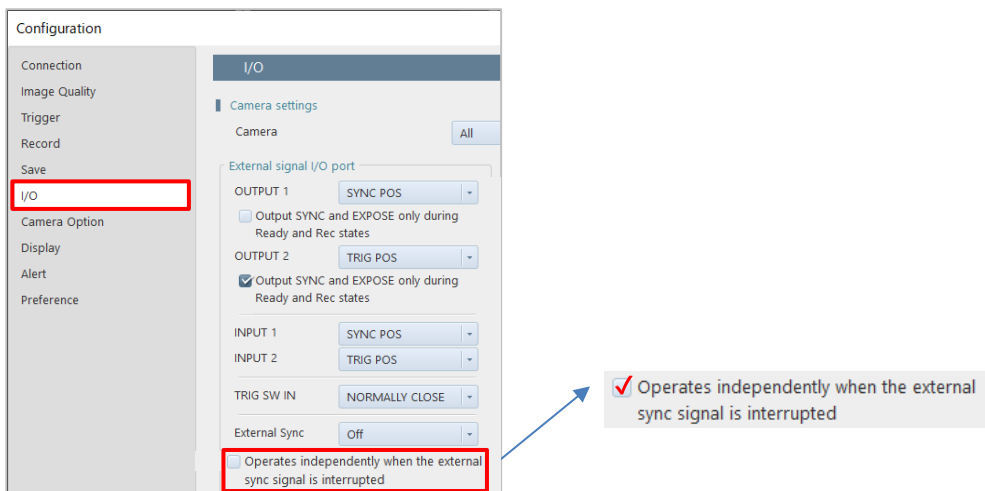 Configuration
Connection
Image Quality
Trigger
Record
Save
I/O
Camera Option
Display
Alert
Preference
I/O
Camera settings
Camera All
External signal I/O port
OUTPUT 1 SYNC POS
Output SYNC and EXPOSE only during
Ready and Rec states
OUTPUT 2 TRIG POS
Output SYNC and EXPOSE only during
Ready and Rec states
INPUT 1 SYNC POS
INPUT 2 TRIG POS
TRIG SW IN NORMALLY CLOSE
External Sync Off
Operates independently when the external
sync signal is interrupted
Operates independently when the external
sync signal is interrupted